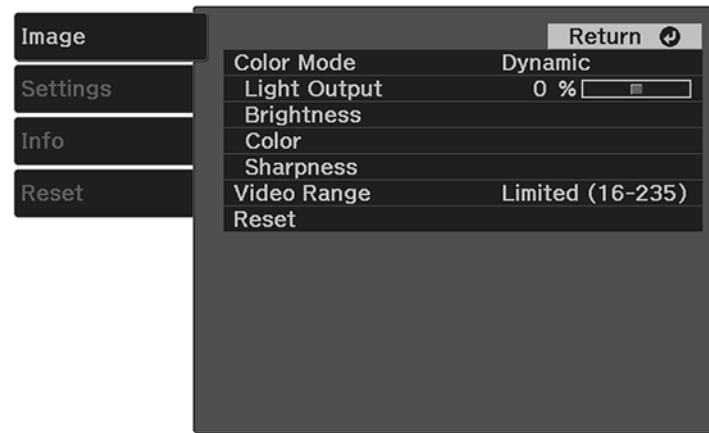 Image
Settings
Info
Reset
Return
Color Mode Dynamic
Light Output 0 %
Brightness
Color
Sharpness
Video Range Limited (16-235)
Reset